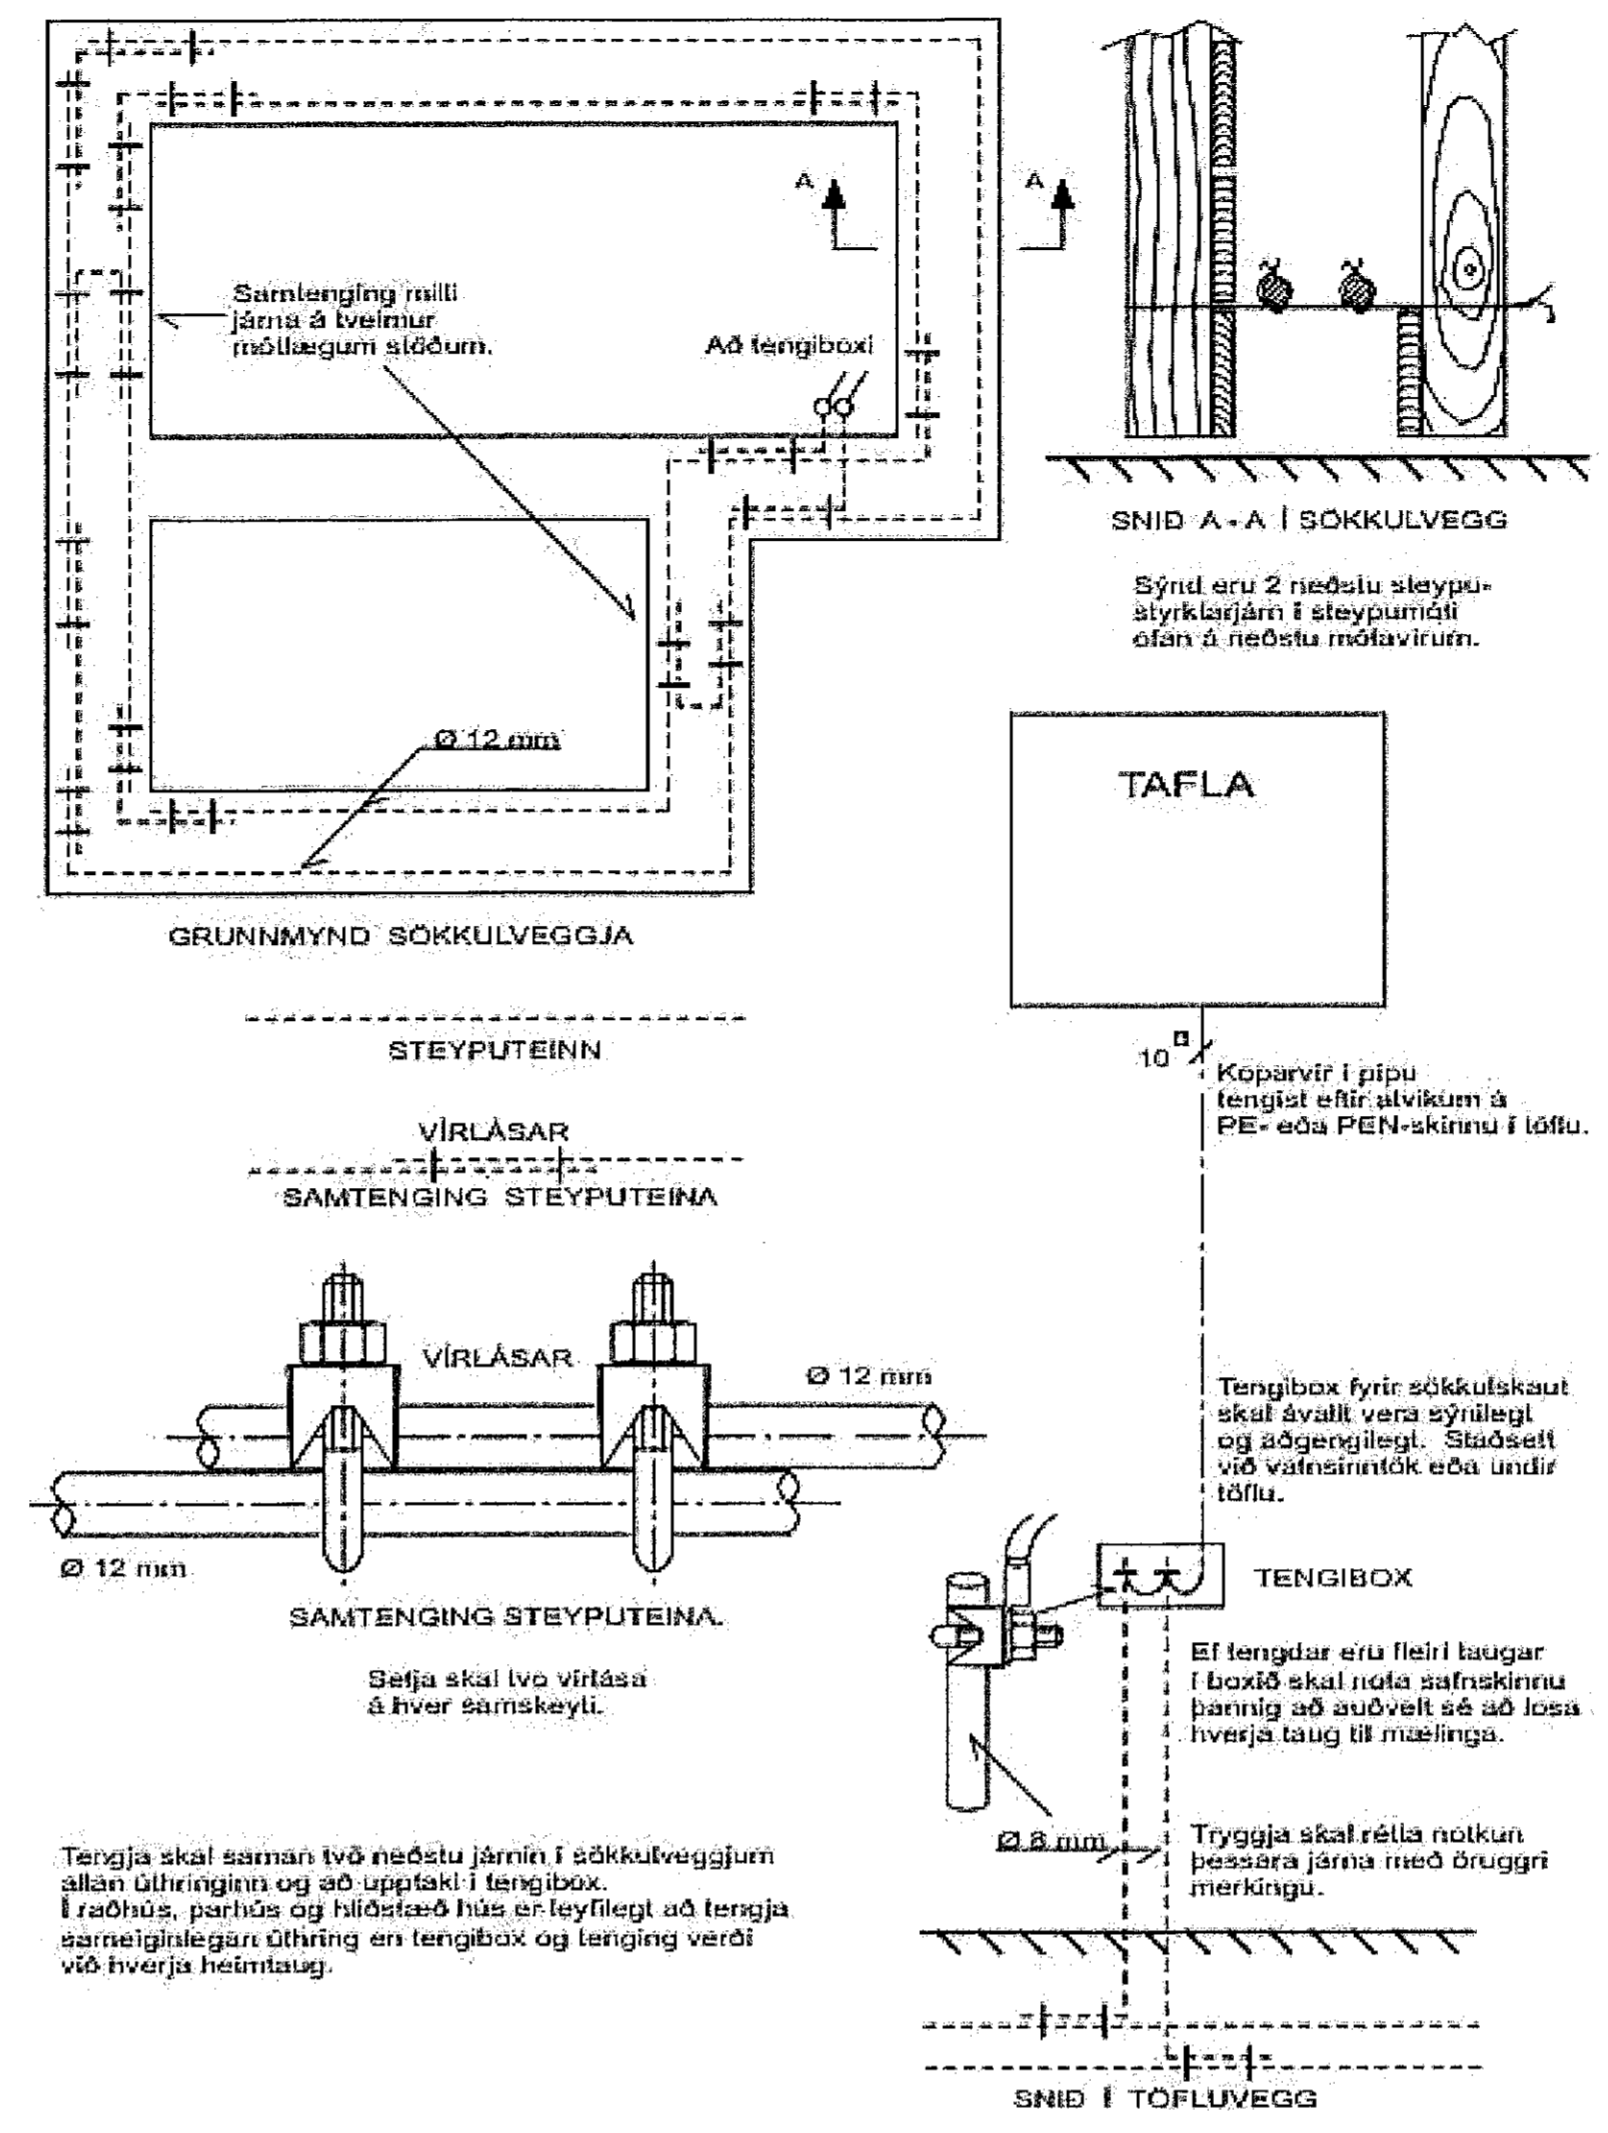 A A
Samtenging milli
járna á tveimur
mótlægum stöðum.
Að tengiboxi
Ø 12 mm
GRUNNMYND SÖKKULVEGGJA
STEYPUTEINN
VÍRLÁSAR
SAMTENGING STEYPUTEINA
VÍRLÁSAR
Ø 12 mm
Ø 12 mm
SAMTENGING STEYPUTEINA.
Setja skal tvo vírlása
á hver samskeyti.
Tengja skal saman tvö neðstu járnin í sökkulveggjum
allan úthringinn og að upptaki í tengibox.
Í raðhús, parhús og hliðstæð hús er leyfilegt að tengja
sameiginlegan úthring en tengibox og tenging verði
við hverja heimtaug.
SNIÐ A - A Í SÖKKULVEGG
Sýnd eru 2 neðstu steypu-
styrktarjárn í steypumóti
ofan á neðstu mótavírum.
TAFLA
10
Koparvír í pípu
tengist eftir atvikum á
PE- eða PEN-skinnu í töflu.
Tengibox fyrir sökkulskaut
skal ávallt vera sýnilegt
og aðgengilegt. Staðsett
við vatnsinntök eða undir
töflu.
TENGIBOX
Ef tengdar eru fleiri taugar
í boxið skal nota safnskinnu
þannig að auðvelt sé að losa
hverja taug til mælinga.
Ø 8 mm
Tryggja skal rétta notkun
þessara járna með öruggri
merkingu.
SNIÐ Í TÖFLUVEGG